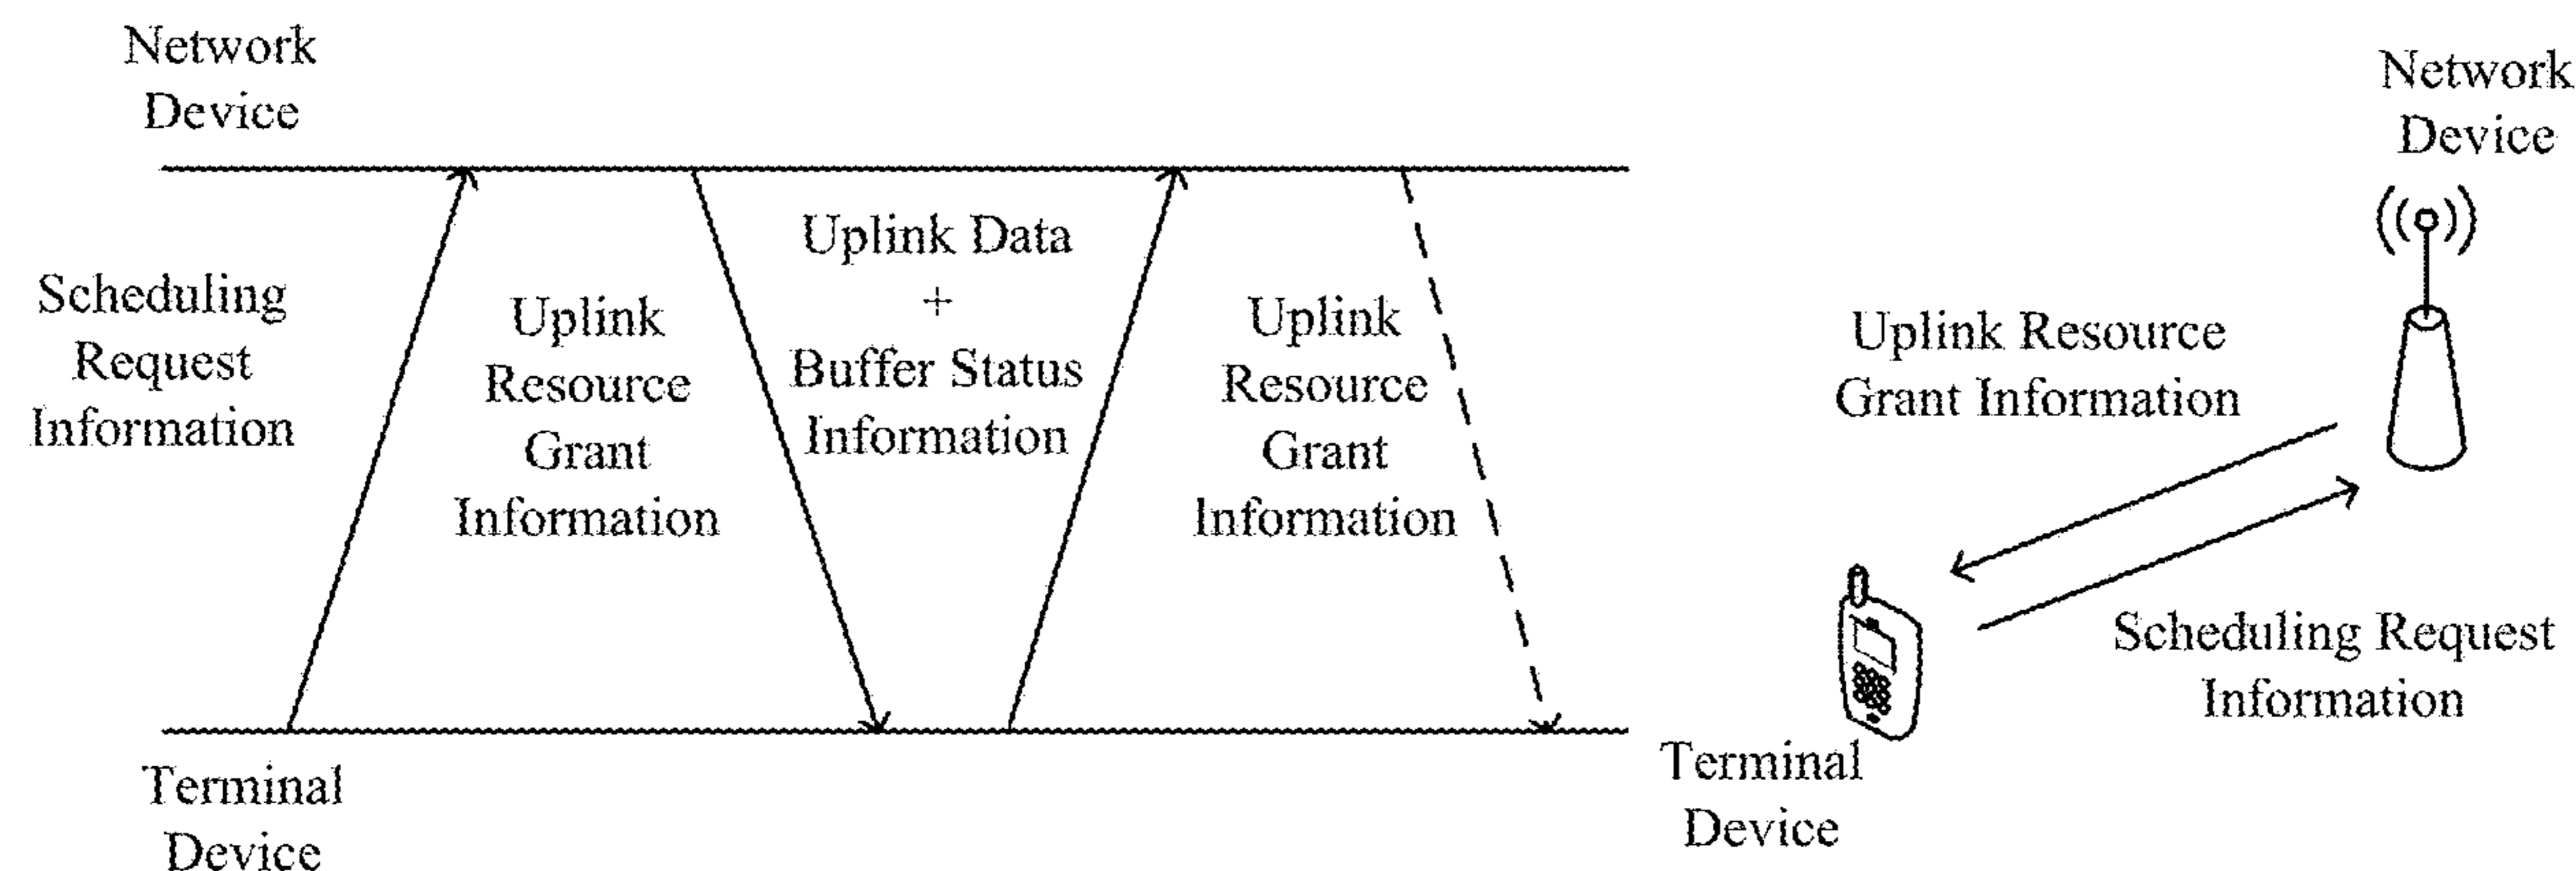 Network
Device
Scheduling
Request
Information
Uplink
Resource
Grant
Information
Uplink Data
+
Buffer Status
Information
Uplink
Resource
Grant
Information
Terminal
Device
Network
Device
Uplink Resource
Grant Information
Scheduling Request
Information
Terminal
Device